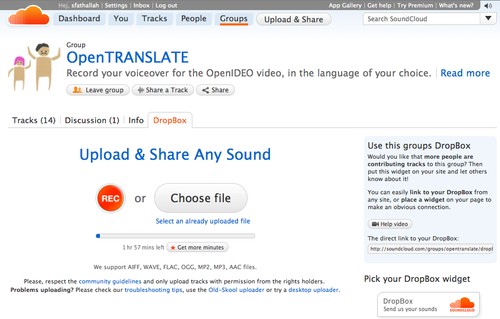 Hello, sfathallah | Settings | Inbox | Log out
App Gallery | Get help | Try Premium | What's new?
Dashboard You Tracks People Groups Upload & Share
Search SoundCloud
Group
OpenTRANSLATE
Record your voiceover for the OpenIDEO video, in the language of your choice. | Read more
Leave group Share a Track Share
Tracks (14) Discussion (1) Info DropBox
Upload & Share Any Sound
REC or Choose file
Select an already uploaded file
1 hr 57 mins left Get more minutes
We support AIFF, WAVE, FLAC, OGG, MP2, MP3, AAC files.
Please, respect the community guidelines and only upload tracks with permission from the rights holders.
Problems uploading? Please check our troubleshooting tips, use the Old-Skool uploader or try a desktop uploader.
Use this groups DropBox
Would you like that more people are
contributing tracks to this group? Then
put this widget on your site and let others
know about it!
You can easily link to your DropBox from
any site, or place a widget on your page to
make an obvious connection.
Help video
The direct link to your DropBox:
http://soundcloud.com/groups/opentranslate/dropl
Pick your DropBox widget
DropBox
Send us your sounds
SOUNDCLOUD